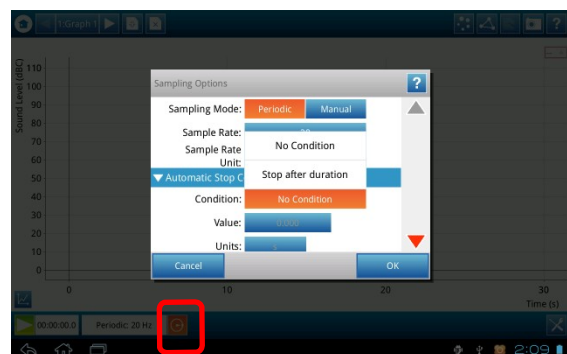 1:Graph 1
?
Sound Level (dBC)
110
100
90
80
70
60
50
40
30
20
10
0
Sampling Options
?
Sampling Mode: Periodic Manual
Sample Rate:
Sample Rate Unit:
No Condition
Stop after duration
Automatic Stop C
Condition: No Condition
Value: 0.000
Units: s
Cancel OK
0 10 20 30
Time (s)
00:00:00.0 Periodic: 20 Hz
2:09